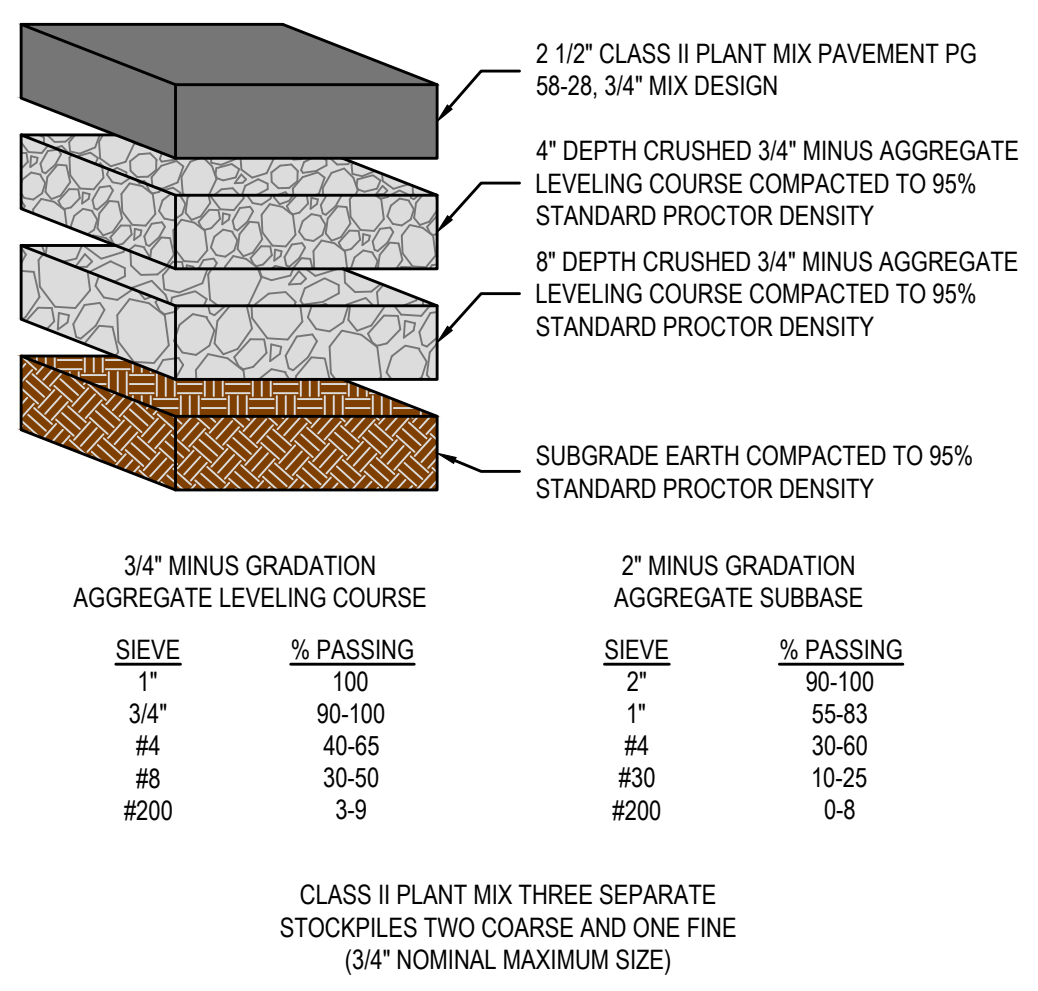 2 1/2" CLASS II PLANT MIX PAVEMENT PG
58-28, 3/4" MIX DESIGN
4" DEPTH CRUSHED 3/4" MINUS AGGREGATE
LEVELING COURSE COMPACTED TO 95%
STANDARD PROCTOR DENSITY
8" DEPTH CRUSHED 3/4" MINUS AGGREGATE
LEVELING COURSE COMPACTED TO 95%
STANDARD PROCTOR DENSITY
SUBGRADE EARTH COMPACTED TO 95%
STANDARD PROCTOR DENSITY
3/4" MINUS GRADATION
AGGREGATE LEVELING COURSE
SIEVE % PASSING
1" 100
3/4" 90-100
#4 40-65
#8 30-50
#200 3-9
2" MINUS GRADATION
AGGREGATE SUBBASE
SIEVE % PASSING
2" 90-100
1" 55-83
#4 30-60
#30 10-25
#200 0-8
CLASS II PLANT MIX THREE SEPARATE
STOCKPILES TWO COARSE AND ONE FINE
(3/4" NOMINAL MAXIMUM SIZE)